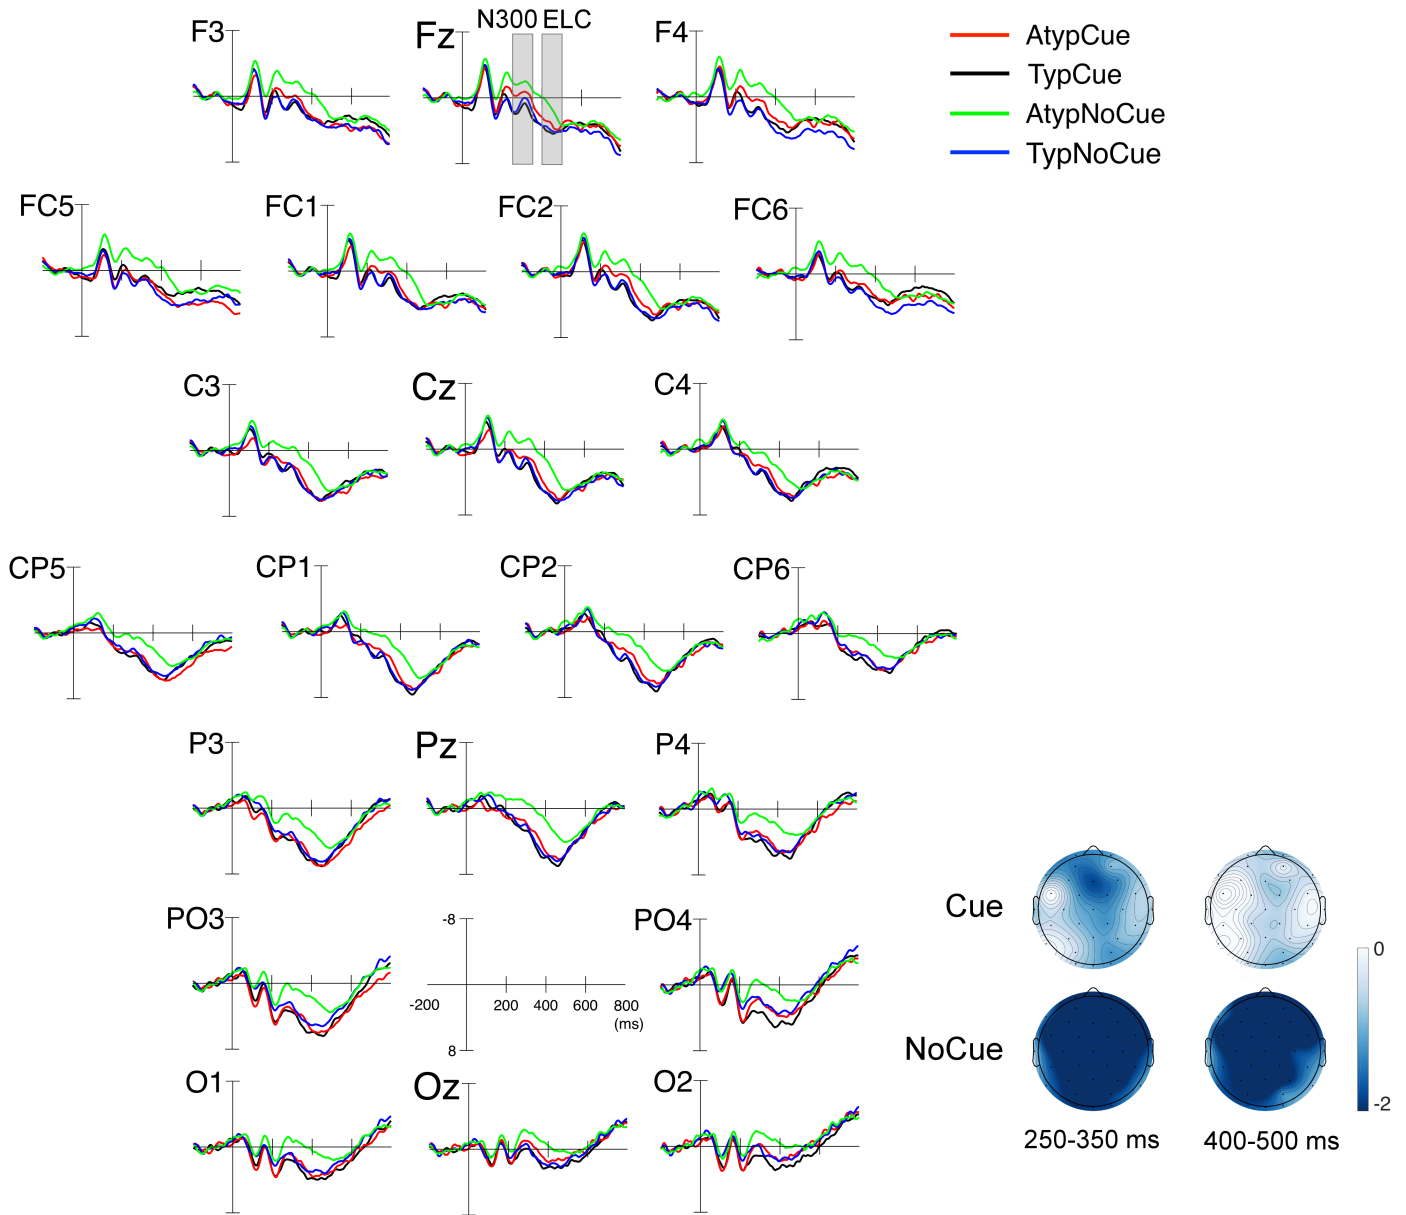 F3
Fz
N300 ELC
F4
AtypCue
TypCue
AtypNoCue
TypNoCue
FC5
FC1
FC2
FC6
C3
Cz
C4
CP5
CP1
CP2
CP6
P3
Pz
P4
PO3
-8
-200 200 400 600 800
(ms)
8
PO4
O1
Oz
O2
Cue
NoCue
0
-2
250-350 ms
400-500 ms